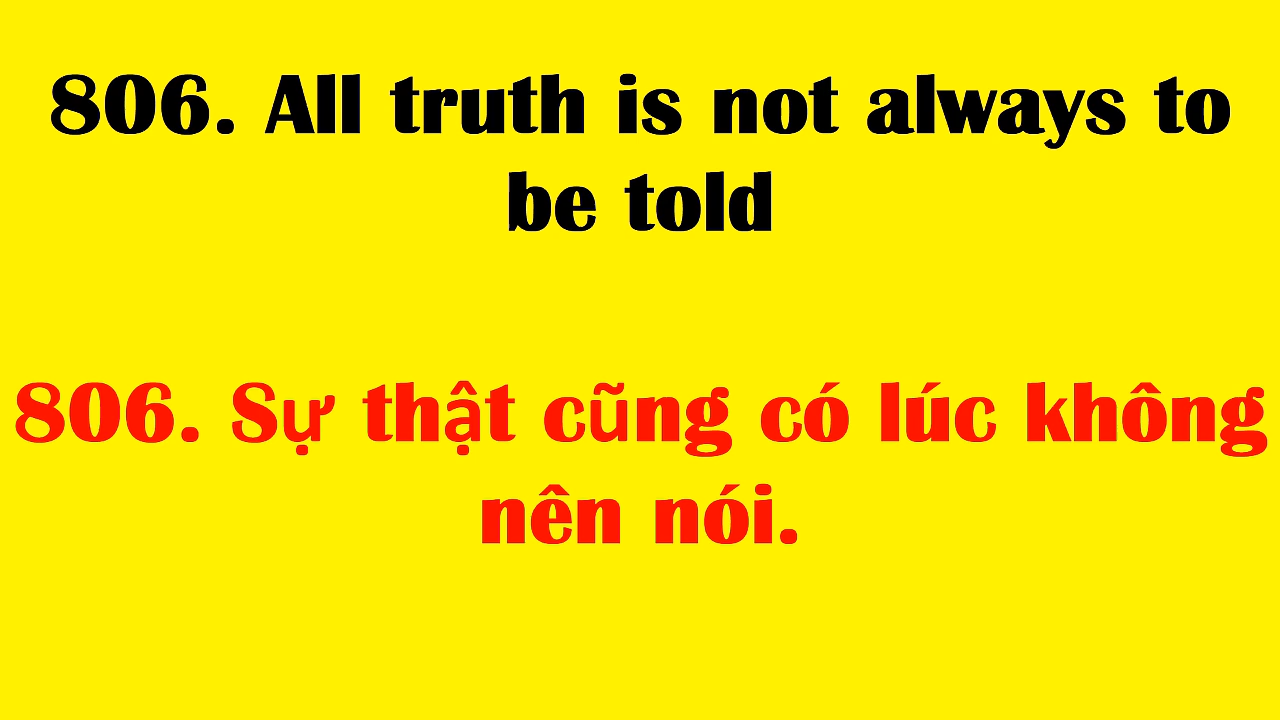 806. All truth is not always to
be told
806. Sự thật cũng có lúc không
nên nói.